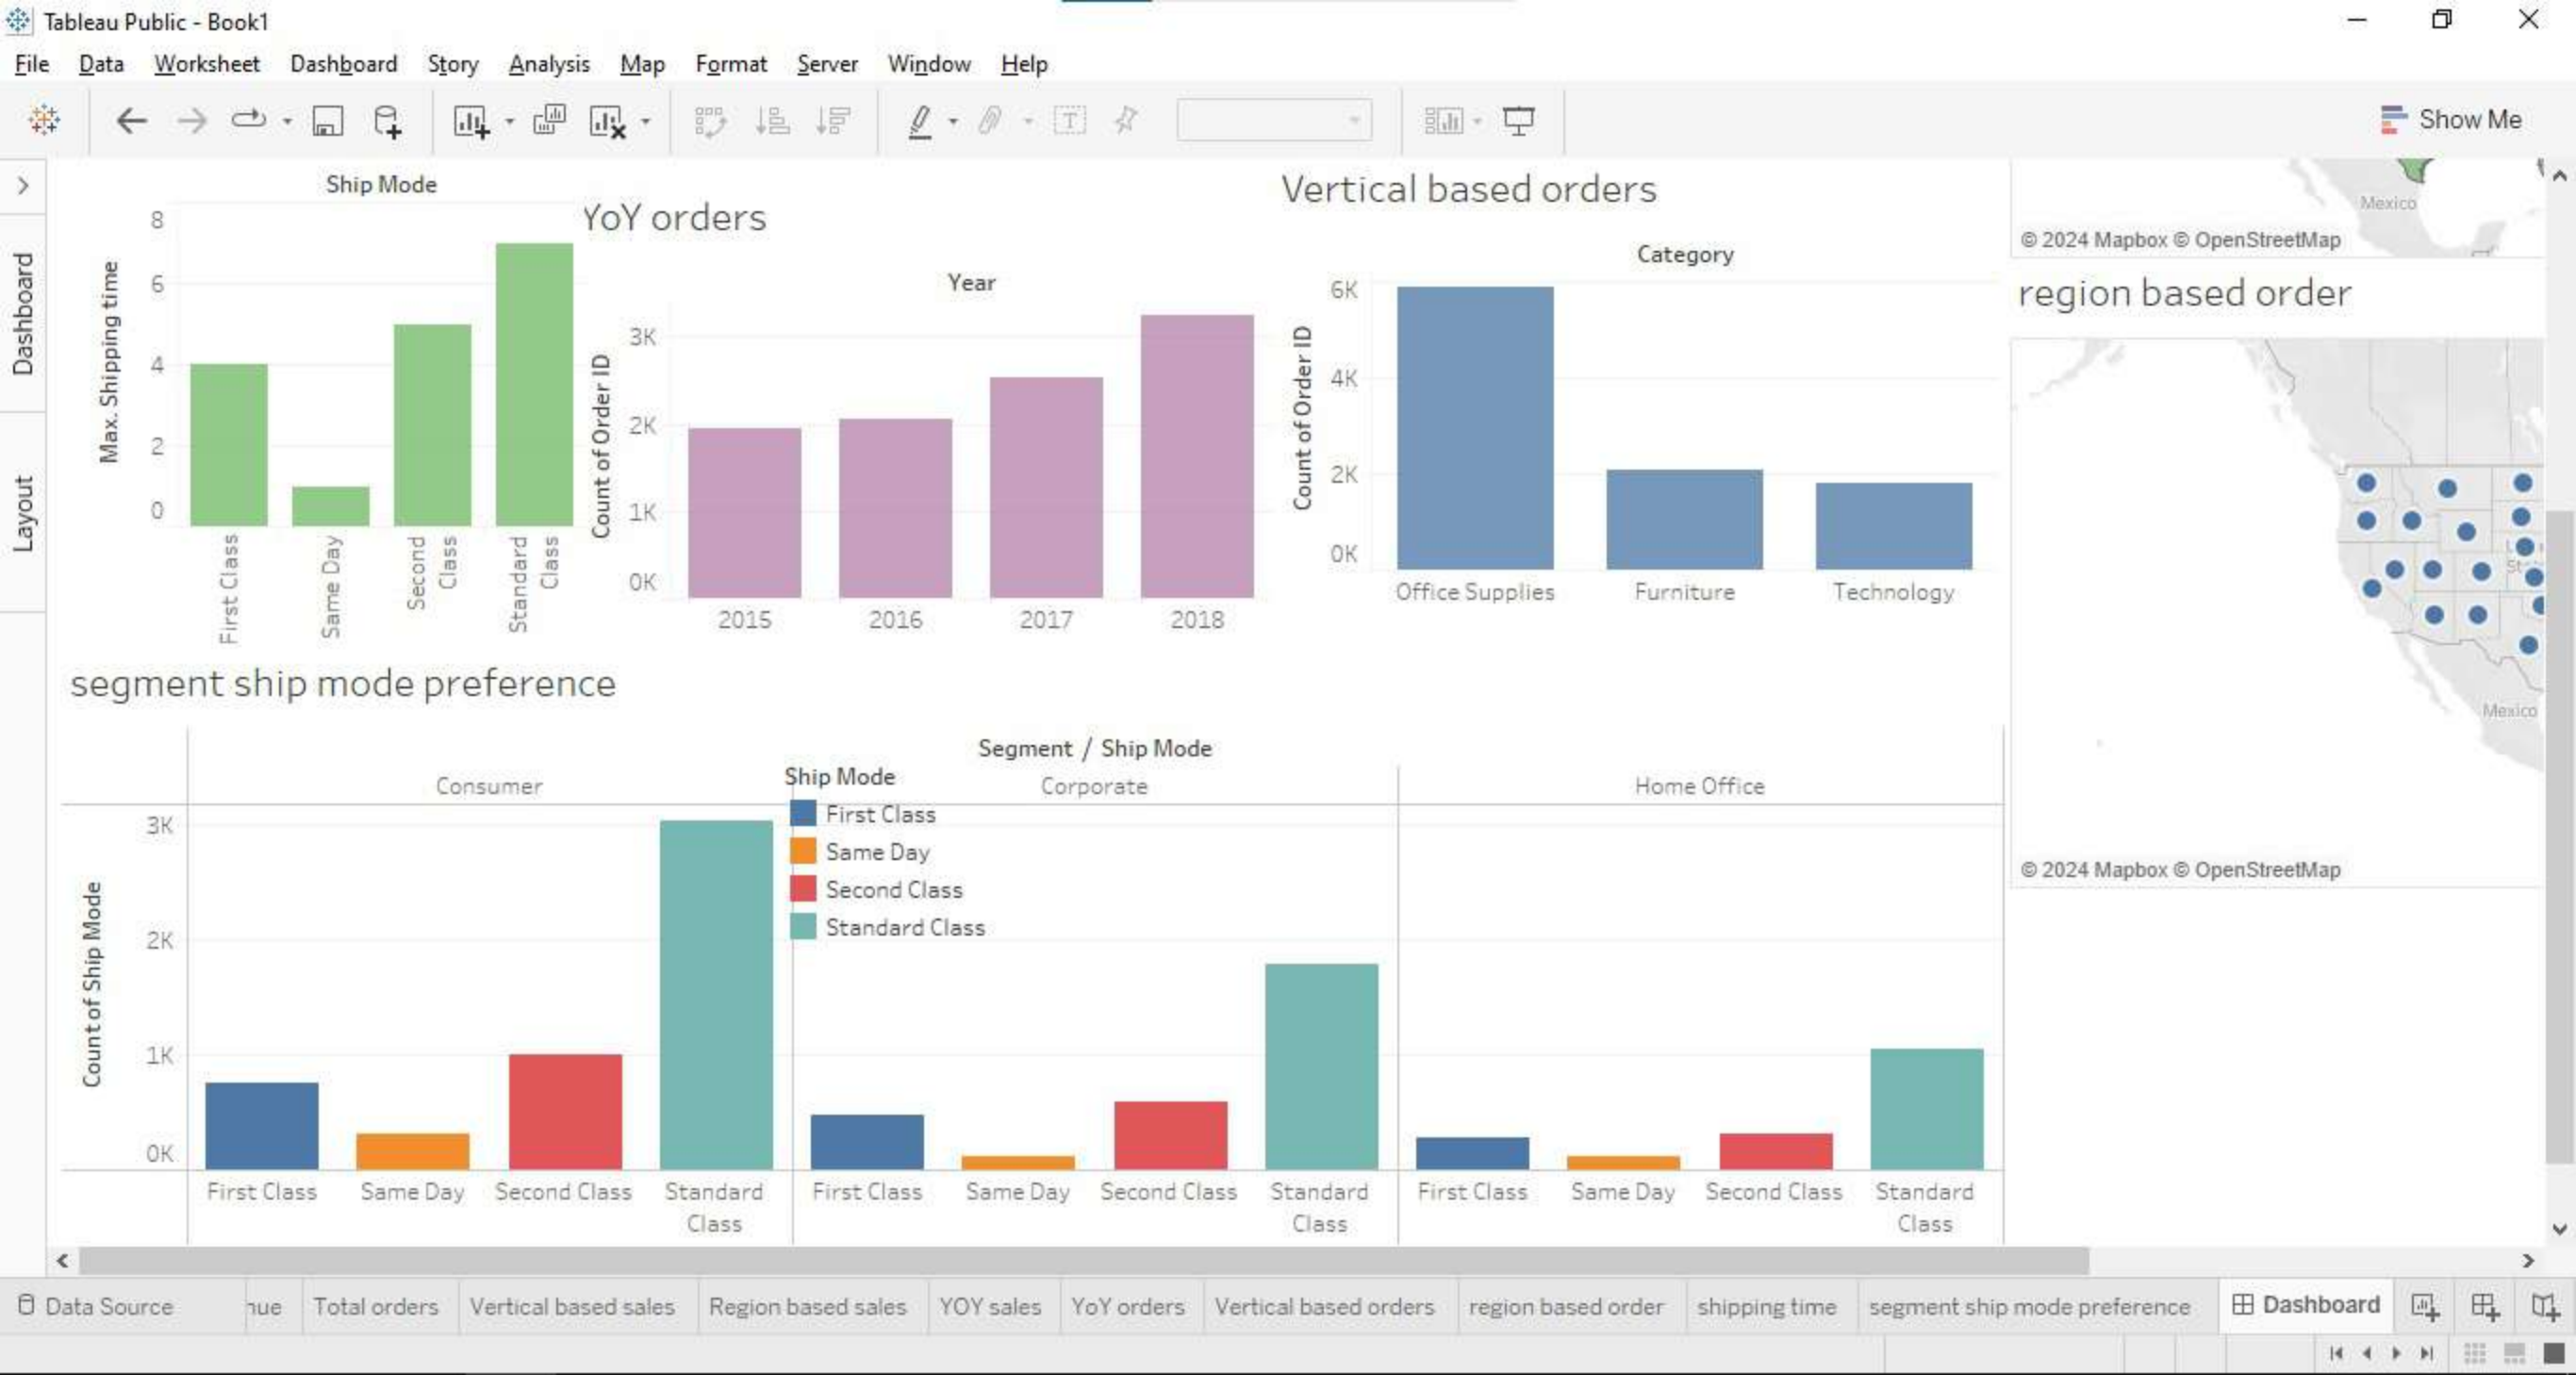 Tableau Public - Book1
File Data Worksheet Dashboard Story Analysis Map Format Server Window Help
Show Me
Dashboard
Layout
Ship Mode
Max. Shipping time
8
6
4
2
0
First Class
Same Day
Second Class
Standard Class
YoY orders
Year
Count of Order ID
3K
2K
1K
0K
2015 2016 2017 2018
Vertical based orders
Category
Count of Order ID
6K
4K
2K
0K
Office Supplies Furniture Technology
Mexico
© 2024 Mapbox © OpenStreetMap
region based order
Mexico
© 2024 Mapbox © OpenStreetMap
segment ship mode preference
Segment / Ship Mode
Consumer Corporate Home Office
Ship Mode
First Class
Same Day
Second Class
Standard Class
Count of Ship Mode
3K
2K
1K
0K
First Class Same Day Second Class Standard Class First Class Same Day Second Class Standard Class First Class Same Day Second Class Standard Class
Data Source nue Total orders Vertical based sales Region based sales YOY sales YoY orders Vertical based orders region based order shipping time segment ship mode preference Dashboard